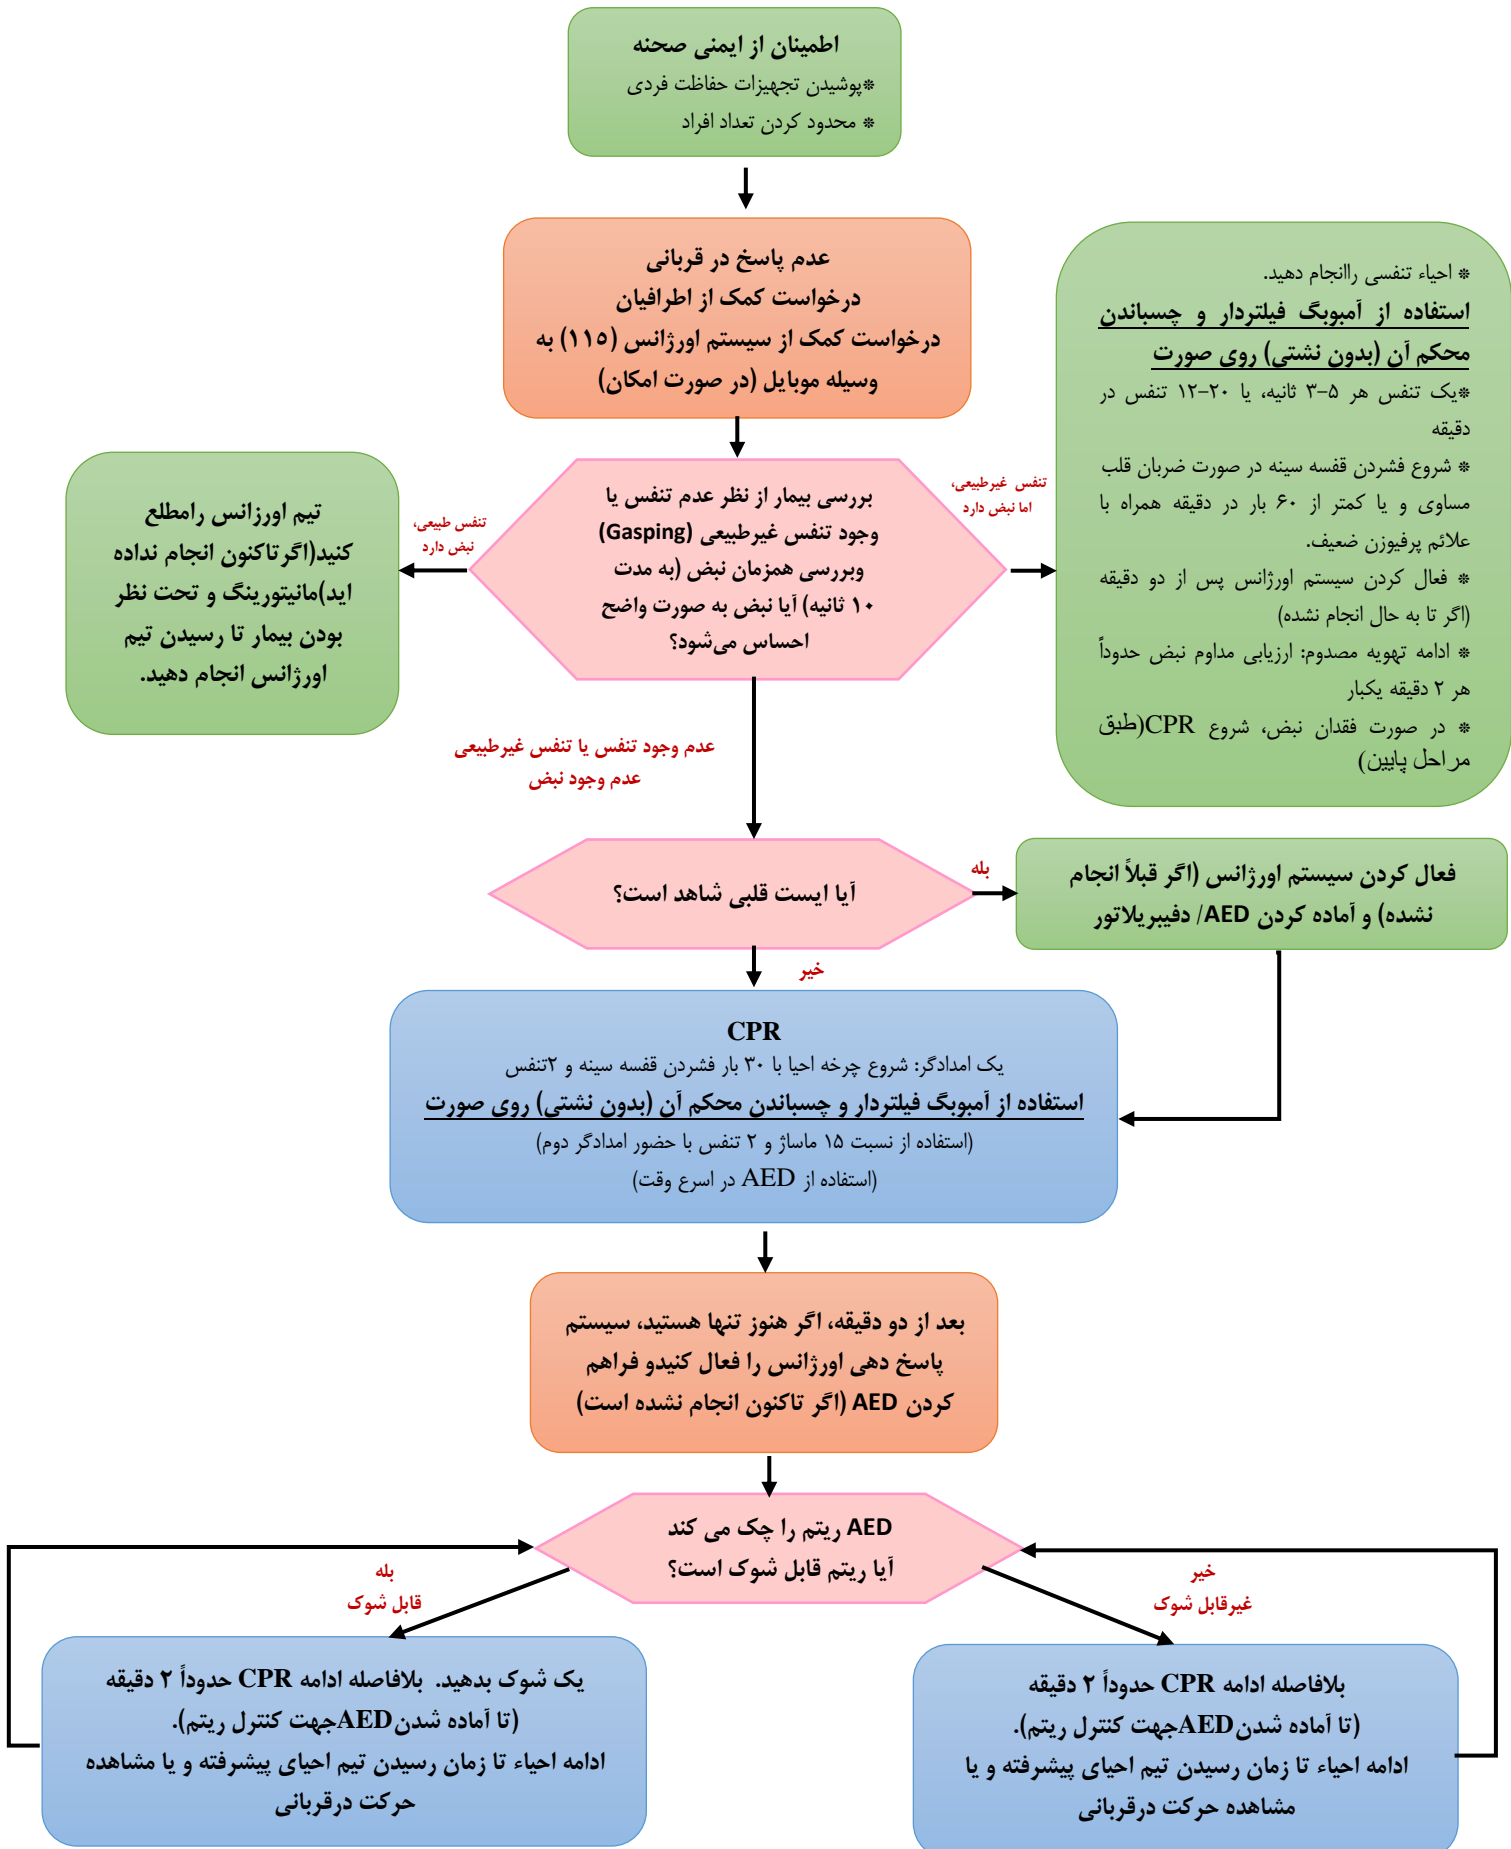 اطمینان از ایمنی صحنه
*پوشیدن تجهیزات حفاظت فردی
* محدود کردن تعداد افراد
عدم پاسخ در قربانی
درخواست کمک از اطرافیان
درخواست کمک از سیستم اورژانس (۱۱۵) به
وسیله موبایل (در صورت امکان)
* احیاء تنفسی راانجام دهید.
استفاده از آمبوبگ فیلتردار و چسباندن
محکم آن (بدون نشتی) روی صورت
*یک تنفس هر ۵-۳ ثانیه، یا ۲۰-۱۲ تنفس در
دقیقه
* شروع فشردن قفسه سینه در صورت ضربان قلب
مساوی و یا کمتر از ۶۰ بار در دقیقه همراه با
علائم پرفیوزن ضعیف.
* فعال کردن سیستم اورژانس پس از دو دقیقه
(اگر تا به حال انجام نشده)
* ادامه تهویه مصدوم: ارزیابی مداوم نبض حدوداً
هر ۲ دقیقه یکبار
* در صورت فقدان نبض، شروع CPR(طبق
مراحل پایین)
تنفس غیرطبیعی،
اما نبض دارد
بررسی بیمار از نظر عدم تنفس یا
وجود تنفس غیرطبیعی (Gasping)
وبررسی همزمان نبض (به مدت
۱۰ ثانیه) آیا نبض به صورت واضح
احساس می‌شود؟
تنفس طبیعی،
نبض دارد
تیم اورزانس رامطلع
کنید(اگرتاکنون انجام نداده
اید)مانیتورینگ و تحت نظر
بودن بیمار تا رسیدن تیم
اورژانس انجام دهید.
عدم وجود تنفس یا تنفس غیرطبیعی
عدم وجود نبض
آیا ایست قلبی شاهد است؟
بله
فعال کردن سیستم اورژانس (اگر قبلاً انجام
نشده) و آماده کردن AED/ دفیبریلاتور
خیر
CPR
یک امدادگر: شروع چرخه احیا با ۳۰ بار فشردن قفسه سینه و ۲تنفس
استفاده از آمبوبگ فیلتردار و چسباندن محکم آن (بدون نشتی) روی صورت
(استفاده از نسبت ۱۵ ماساژ و ۲ تنفس با حضور امدادگر دوم)
(استفاده از AED در اسرع وقت)
بعد از دو دقیقه، اگر هنوز تنها هستید، سیستم
پاسخ دهی اورژانس را فعال کنیدو فراهم
کردن AED (اگر تاکنون انجام نشده است)
AED ریتم را چک می کند
آیا ریتم قابل شوک است؟
خیر
غیرقابل شوک
بله
قابل شوک
بلافاصله ادامه CPR حدوداً ۲ دقیقه
(تا آماده شدنAEDجهت کنترل ریتم).
ادامه احیاء تا زمان رسیدن تیم احیای پیشرفته و یا
مشاهده حرکت درقربانی
یک شوک بدهید. بلافاصله ادامه CPR حدوداً ۲ دقیقه
(تا آماده شدنAEDجهت کنترل ریتم).
ادامه احیاء تا زمان رسیدن تیم احیای پیشرفته و یا مشاهده
حرکت درقربانی